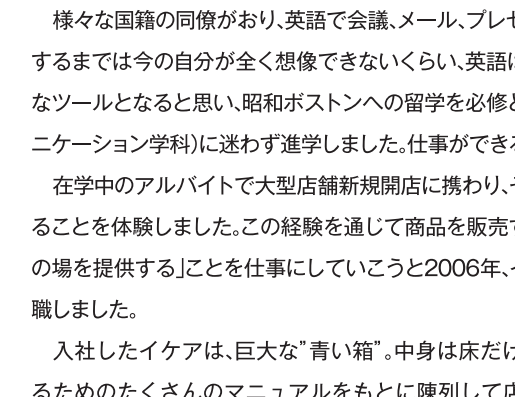 様々な国籍の同僚がおり、英語で会議、メール、プレゼ
するまでは今の自分が全く想像できないくらい、英語は
なツールとなると思い、昭和ボストンへの留学を必修と
ニケーション学科)に迷わず進学しました。仕事ができる
在学中のアルバイトで大型店舗新規開店に携わり、そ
ることを体験しました。この経験を通じて商品を販売す
の場を提供する」ことを仕事にしていこうと2006年、イ
職しました。
入社したイケアは、巨大な”青い箱”。中身は床だけ
るためのたくさんのマニュアルをもとに陳列して店